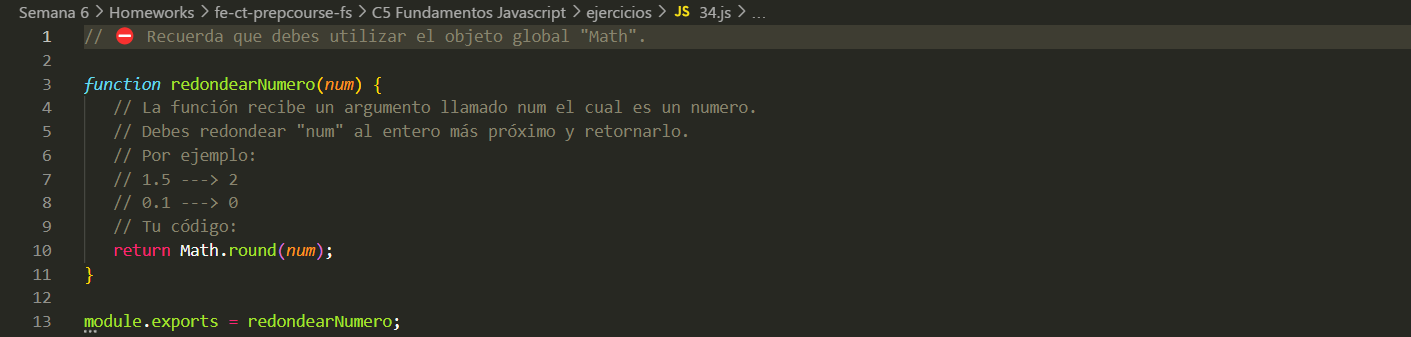 Semana 6 > Homeworks > fe-ct-prepcourse-fs > C5 Fundamentos Javascript > ejercicios > JS 34.js > ...
1 // ⛔ Recuerda que debes utilizar el objeto global "Math".
2
3 function redondearNumero(num) {
4 // La función recibe un argumento llamado num el cual es un numero.
5 // Debes redondear "num" al entero más próximo y retornarlo.
6 // Por ejemplo:
7 // 1.5 ---> 2
8 // 0.1 ---> 0
9 // Tu código:
10 return Math.round(num);
11 }
12
13 module.exports = redondearNumero;